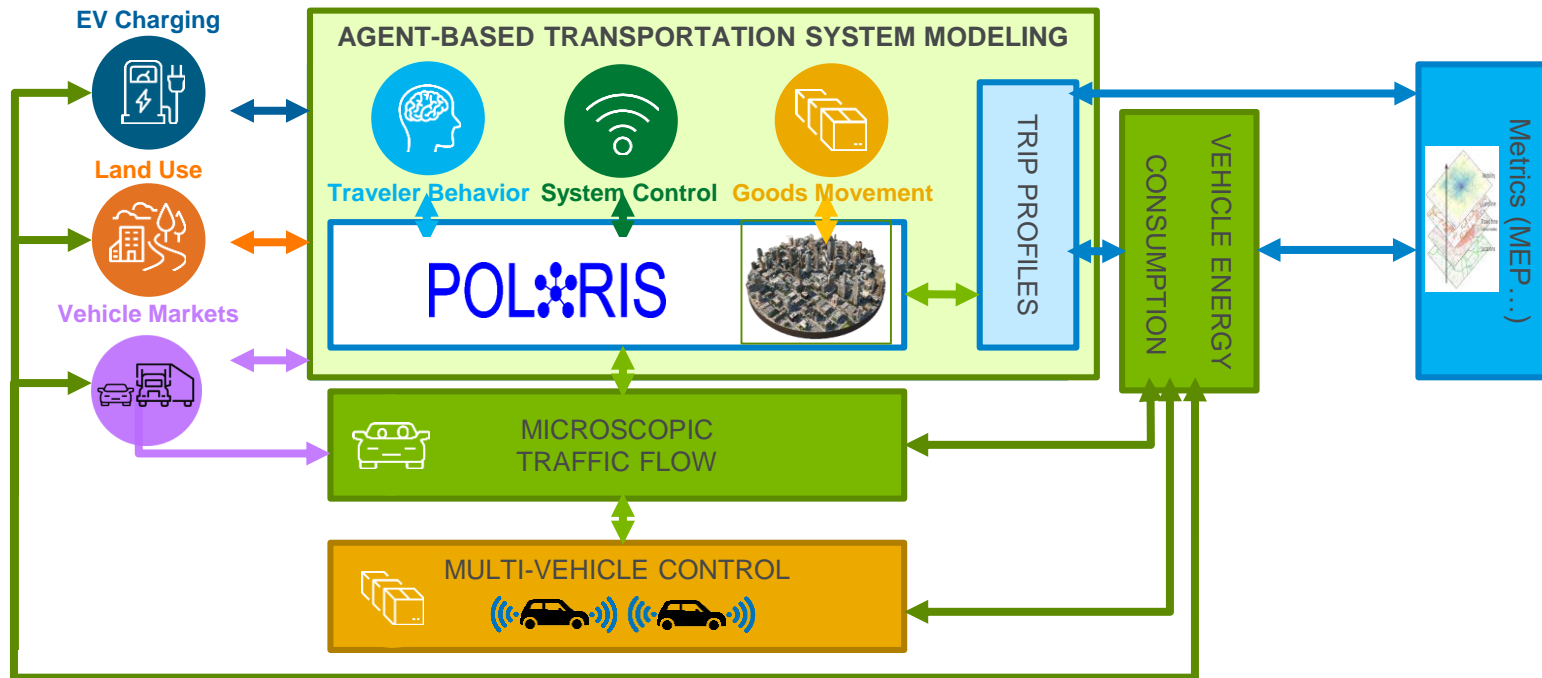 EV Charging
AGENT-BASED TRANSPORTATION SYSTEM MODELING
Land Use
Traveler Behavior
System Control
Goods Movement
Vehicle Markets
POLARIS
TRIP PROFILES
VEHICLE ENERGY
CONSUMPTION
Metrics (MEP…)
MICROSCOPIC
TRAFFIC FLOW
MULTI-VEHICLE CONTROL